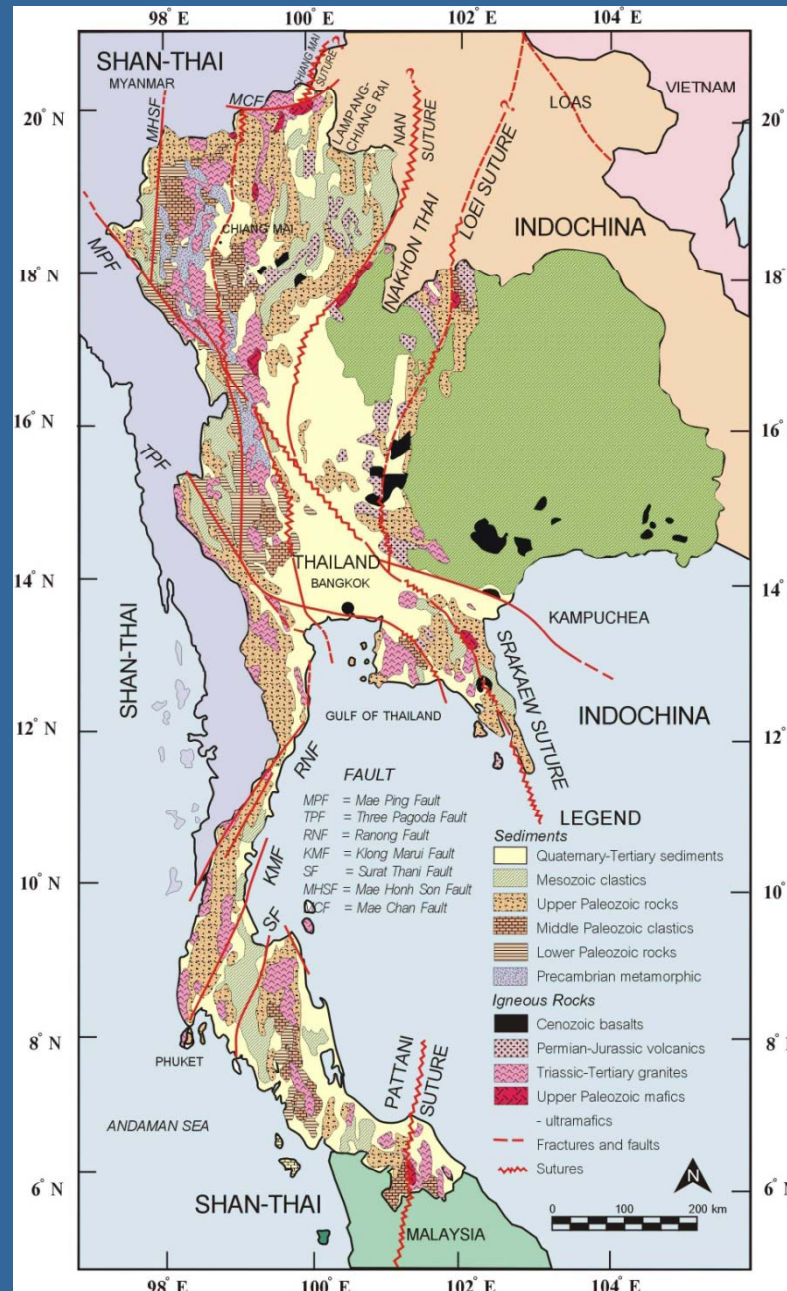 98° E
100° E
102° E
104° E
SHAN-THAI
MYANMAR
CHIANG MAI
SUTURE
?
?
?
VIETNAM
LOAS
MHSF
MCF
LAMPANG-
CHIANG RAI
NAN
SUTURE
20° N
20°
NAKHON THAI
LOEI SUTURE
INDOCHINA
CHIANG MAI
MPF
18° N
18°
16° N
16°
TPF
THAILAND
BANGKOK
14° N
14°
KAMPUCHEA
SHAN-THAI
SRAKAEW SUTURE
INDOCHINA
GULF OF THAILAND
12° N
12°
RNF
FAULT
MPF = Mae Ping Fault
TPF = Three Pagoda Fault
RNF = Ranong Fault
KMF = Klong Marui Fault
SF = Surat Thani Fault
MHSF = Mae Honh Son Fault
MCF = Mae Chan Fault
KMF
SF
10° N
10°
LEGEND
Sediments
Quaternary-Tertiary sediments
Mesozoic clastics
Upper Paleozoic rocks
Middle Paleozoic clastics
Lower Paleozoic rocks
Precambrian metamorphic
Igneous Rocks
Cenozoic basalts
Permian-Jurassic volcanics
Triassic-Tertiary granites
Upper Paleozoic mafics
- ultramafics
Fractures and faults
Sutures
8° N
8°
PHUKET
PATTANI
SUTURE
ANDAMAN SEA
6° N
6°
SHAN-THAI
MALAYSIA
N
0 100 200 km
98° E
100° E
102° E
104° E